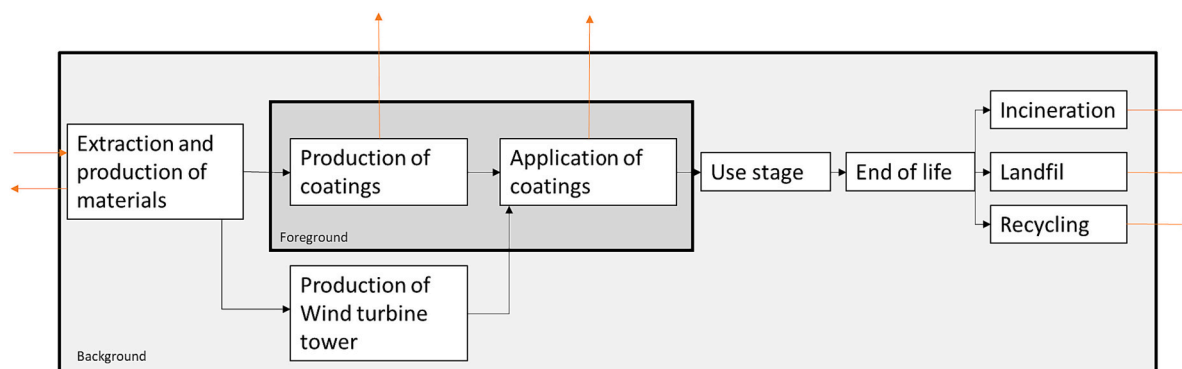 Extraction and
production of
materials
Production of
coatings
Application of
coatings
Foreground
Production of
Wind turbine
tower
Use stage
End of life
Incineration
Landfil
Recycling
Background